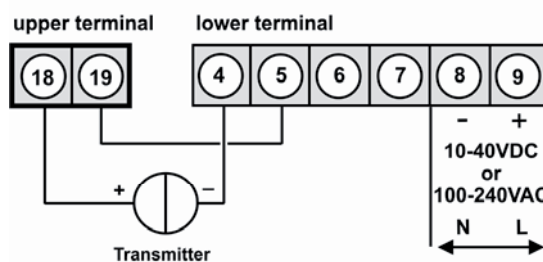 upper terminal
lower terminal
18 19
4 5 6 7 8 9
- +
10-40VDC
or
100-240VAC
N L
+ –
Transmitter